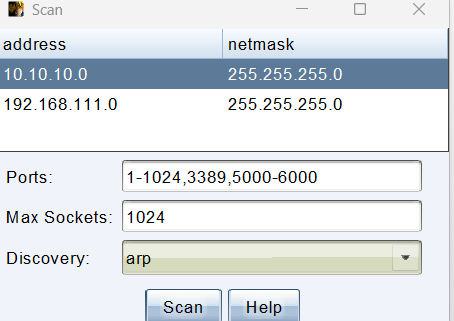 Scan
address netmask
10.10.10.0 255.255.255.0
192.168.111.0 255.255.255.0
Ports: 1-1024,3389,5000-6000
Max Sockets: 1024
Discovery: arp
Scan Help